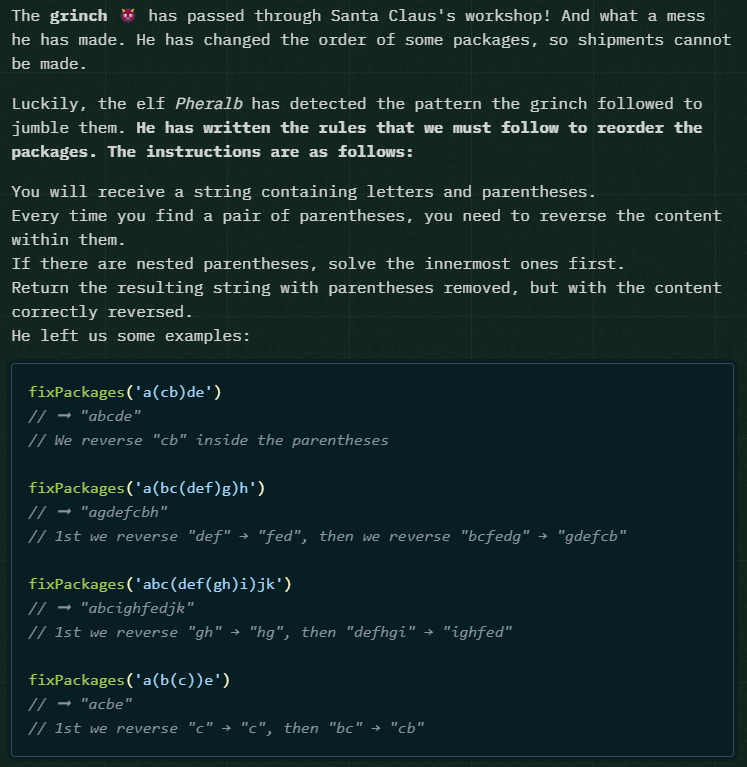 The grinch 👹 has passed through Santa Claus's workshop! And what a mess
he has made. He has changed the order of some packages, so shipments cannot
be made.
Luckily, the elf Pheralb has detected the pattern the grinch followed to
jumble them. He has written the rules that we must follow to reorder the
packages. The instructions are as follows:
You will receive a string containing letters and parentheses.
Every time you find a pair of parentheses, you need to reverse the content
within them.
If there are nested parentheses, solve the innermost ones first.
Return the resulting string with parentheses removed, but with the content
correctly reversed.
He left us some examples:
fixPackages('a(cb)de')
// ➞ "abcde"
// We reverse "cb" inside the parentheses
fixPackages('a(bc(def)g)h')
// ➞ "agdefcbh"
// 1st we reverse "def" → "fed", then we reverse "bcfedg" → "gdefcb"
fixPackages('abc(def(gh)i)jk')
// ➞ "abcighfedjk"
// 1st we reverse "gh" → "hg", then "defhgi" → "ighfed"
fixPackages('a(b(c))e')
// ➞ "acbe"
// 1st we reverse "c" → "c", then "bc" → "cb"